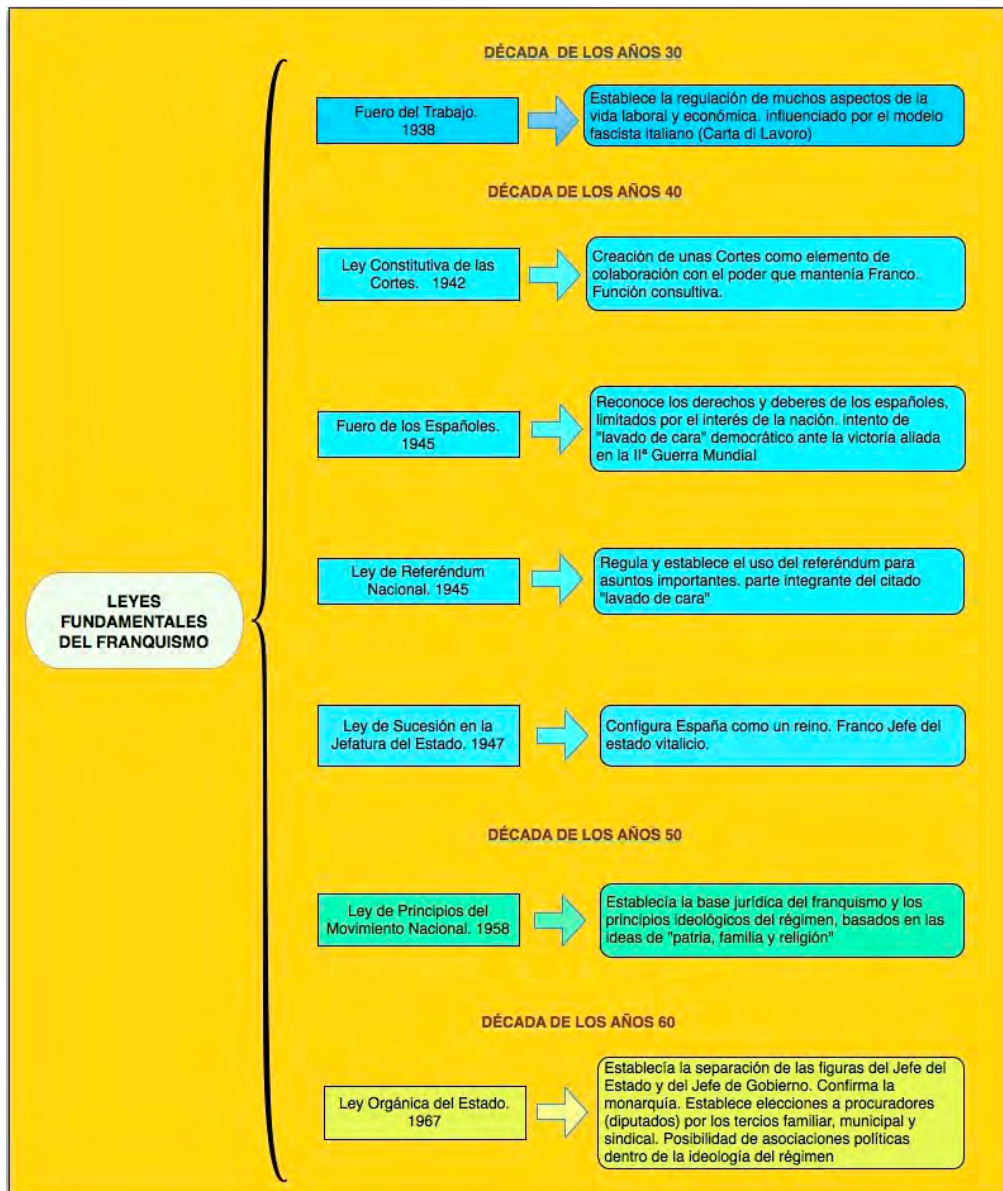 DÉCADA DE LOS AÑOS 30
Fuero del Trabajo.
1938
Establece la regulación de muchos aspectos de la
vida laboral y económica. influenciado por el modelo
fascista italiano (Carta di Lavoro)
DÉCADA DE LOS AÑOS 40
Ley Constitutiva de las
Cortes. 1942
Creación de unas Cortes como elemento de
colaboración con el poder que mantenía Franco.
Función consultiva.
Fuero de los Españoles.
1945
Reconoce los derechos y deberes de los españoles,
limitados por el interés de la nación. intento de
"lavado de cara" democrático ante la victoria aliada
en la IIª Guerra Mundial
Ley de Referéndum
Nacional. 1945
Regula y establece el uso del referéndum para
asuntos importantes. parte integrante del citado
"lavado de cara"
LEYES
FUNDAMENTALES
DEL FRANQUISMO
Ley de Sucesión en la
Jefatura del Estado. 1947
Configura España como un reino. Franco Jefe del
estado vitalicio.
DÉCADA DE LOS AÑOS 50
Ley de Principios del
Movimiento Nacional. 1958
Establecía la base jurídica del franquismo y los
principios ideológicos del régimen, basados en las
ideas de "patria, familia y religión"
DÉCADA DE LOS AÑOS 60
Ley Orgánica del Estado.
1967
Establecía la separación de las figuras del Jefe del
Estado y del Jefe de Gobierno. Confirma la
monarquía. Establece elecciones a procuradores
(diputados) por los tercios familiar, municipal y
sindical. Posibilidad de asociaciones políticas
dentro de la ideología del régimen